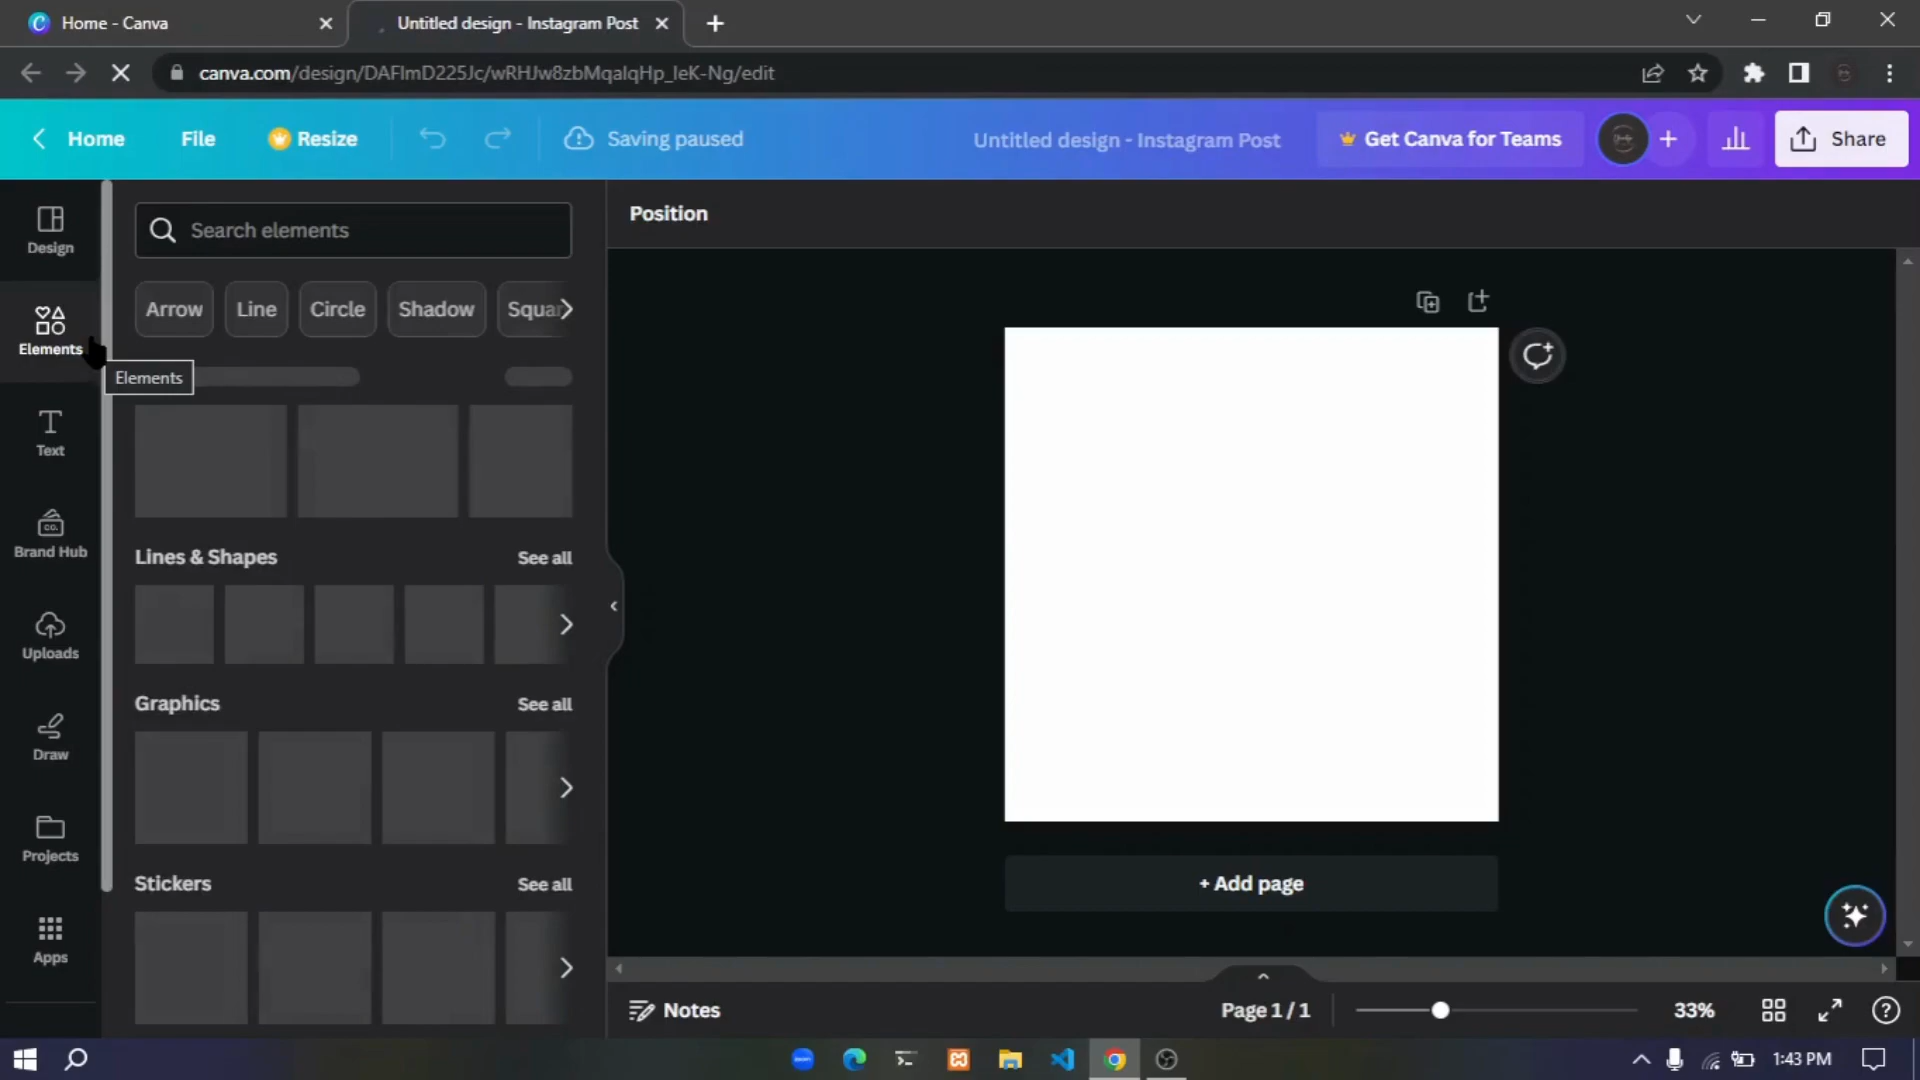 Home - Canva
Untitled design - Instagram Post
canva.com/design/DAFlmD225Jc/wRHJw8zbMqalqHp_leK-Ng/edit
Home
File
Resize
Saving paused
Untitled design - Instagram Post
Get Canva for Teams
Share
Design
Elements
Text
Brand Hub
Uploads
Draw
Projects
Apps
Search elements
Arrow
Line
Circle
Shadow
Squar
Elements
Lines & Shapes
See all
Graphics
See all
Stickers
See all
Position
+ Add page
Notes
Page 1 / 1
33%
1:43 PM